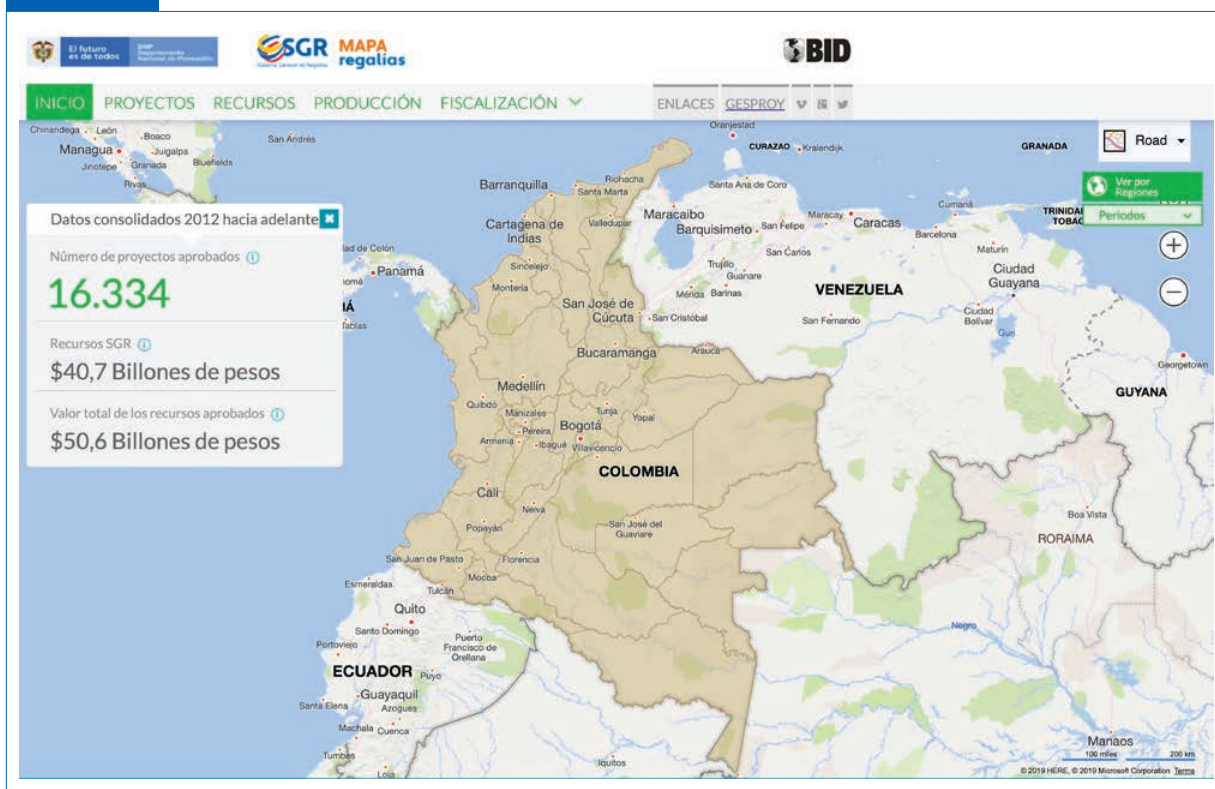 El futuro
es de todos
DNP
Departamento
Nacional de Planeación
SGR
MAPA
regalías
BID
INICIO PROYECTOS RECURSOS PRODUCCIÓN FISCALIZACIÓN
ENLACES GESPROY
Road
Ver por
Regiones
Periodos
Datos consolidados 2012 hacia adelante
Número de proyectos aprobados
16.334
Recursos SGR
$40,7 Billones de pesos
Valor total de los recursos aprobados
$50,6 Billones de pesos
Chinandega
León
Boaco
Managua
Juigalpa
Jinotepe
Granada
Bluefields
Rivas
San Andrés
Oranjestad
CURAZAO
Kralendijk
GRANADA
Barranquilla
Riohacha
Santa Marta
Santa Ana de Coro
Cartagena de
Indias
Valledupar
Maracaibo
Barquisimeto
San Felipe
Maracay
Caracas
Cumaná
Barcelona
Panamá
Sincelejo
Montería
San Carlos
Trujillo
Guanare
Mérida
Barinas
Maturín
Ciudad
Guayana
VENEZUELA
San José de
Cúcuta
San Cristóbal
San Fernando
Ciudad
Bolívar
Guri
Bucaramanga
Arauca
Georgetown
GUYANA
Medellín
Quibdó
Manizales
Tunja
Yopal
Pereira
Bogotá
Armenia
Ibagué
Villavicencio
COLOMBIA
Cali
Neiva
Popayán
San José del
Guaviare
Boa Vista
RORAIMA
San Juan de Pasto
Florencia
Mocoa
Esmeraldas
Tulcán
Quito
Santo Domingo
Portoviejo
Puerto
Francisco de
Orellana
Negro
ECUADOR
Puyo
Guayaquil
Santa Elena
Azogues
Machala
Cuenca
Tumbes
Loja
Iquitos
Manaos
100 miles
200 km
© 2019 HERE, © 2019 Microsoft Corporation Terms